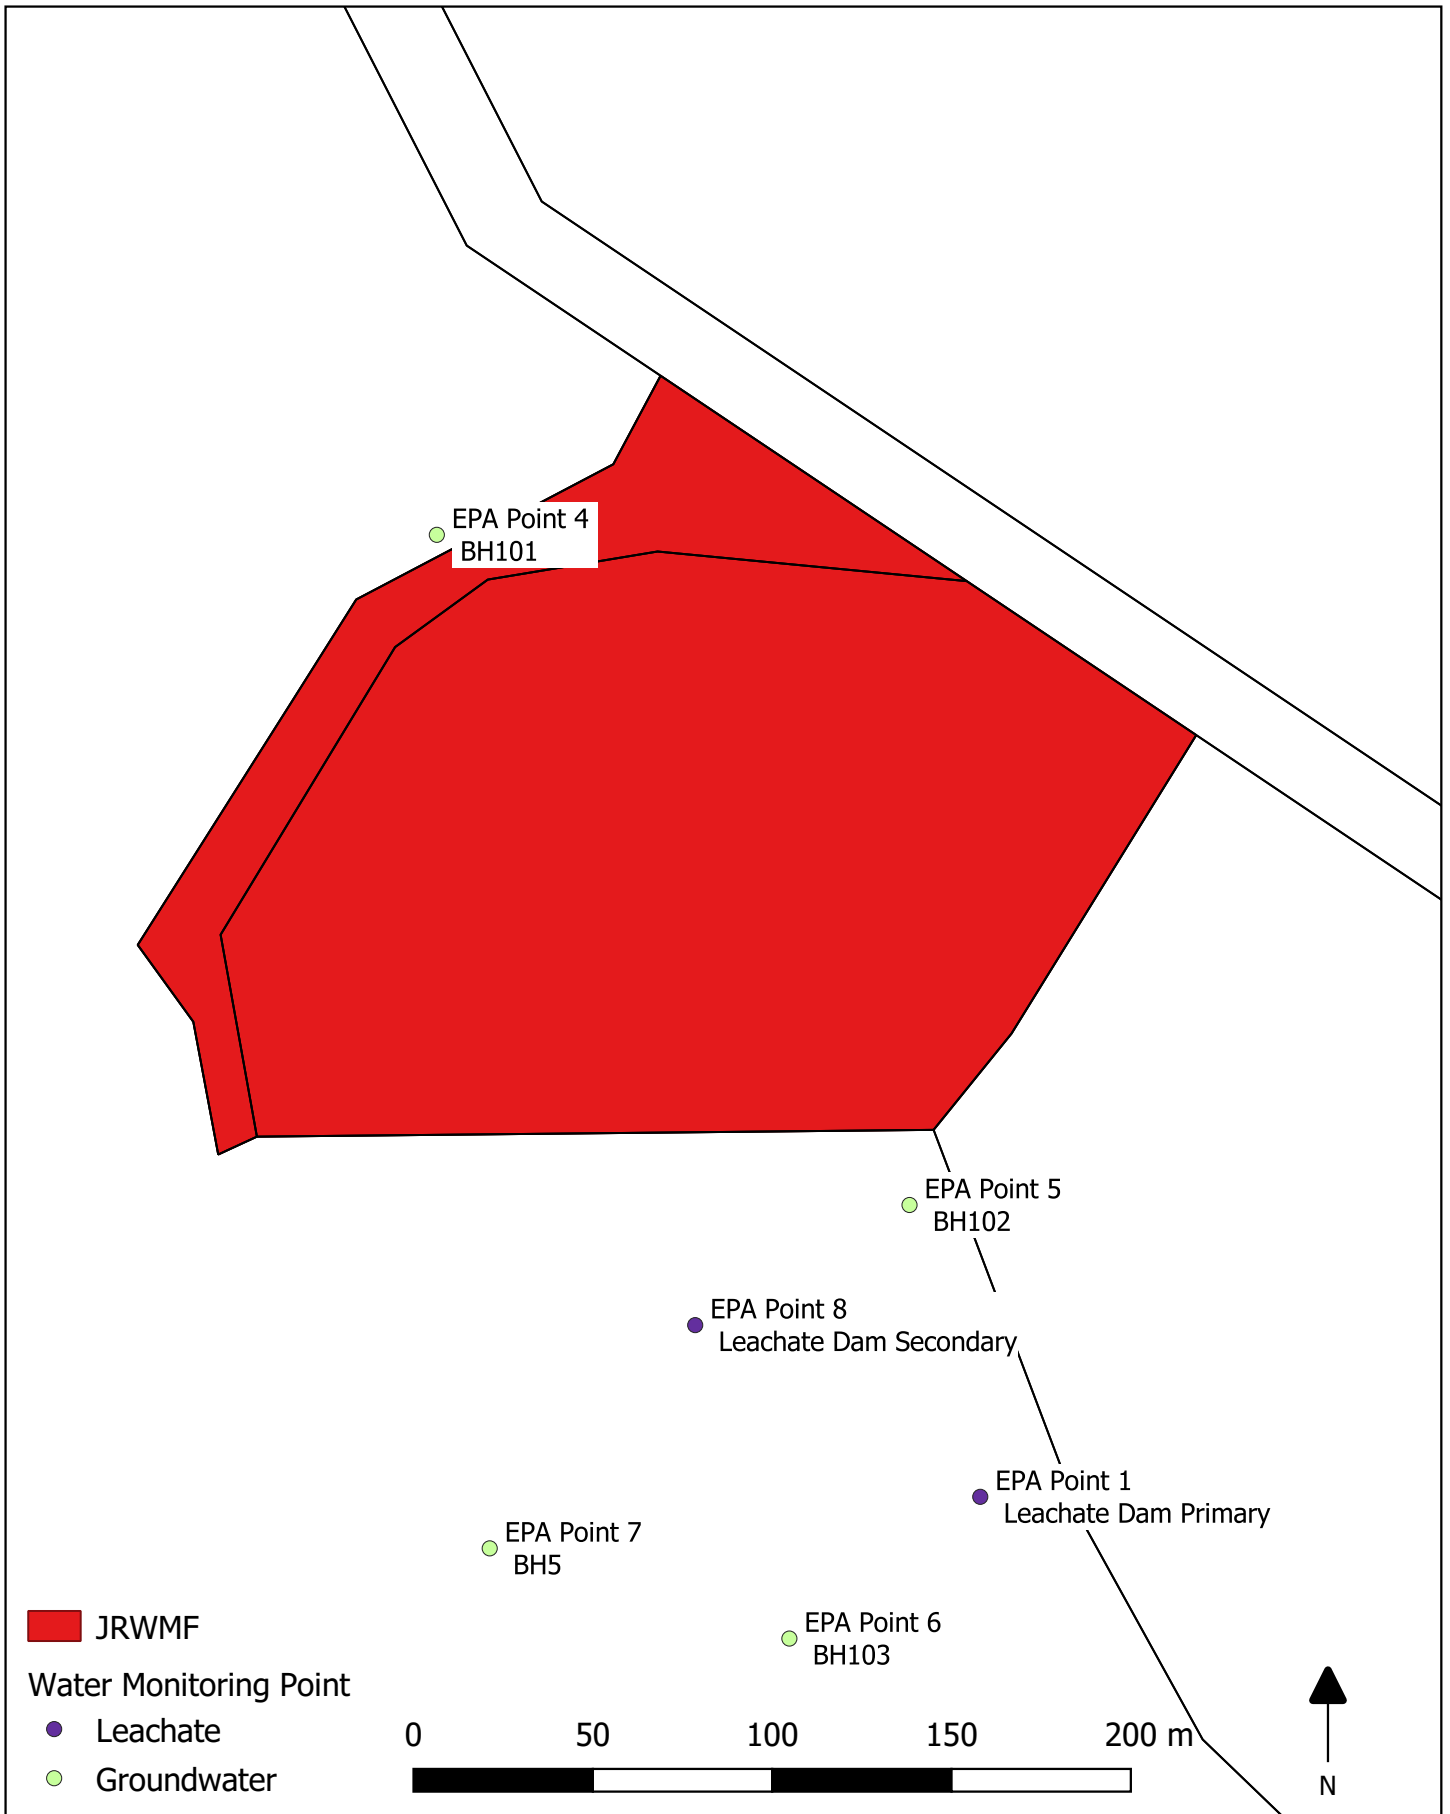 EPA Point 4
BH101
EPA Point 5
BH102
EPA Point 8
Leachate Dam Secondary
EPA Point 1
Leachate Dam Primary
EPA Point 7
BH5
EPA Point 6
BH103
JRWMF
Water Monitoring Point
Leachate
Groundwater
0 50 100 150 200 m
N